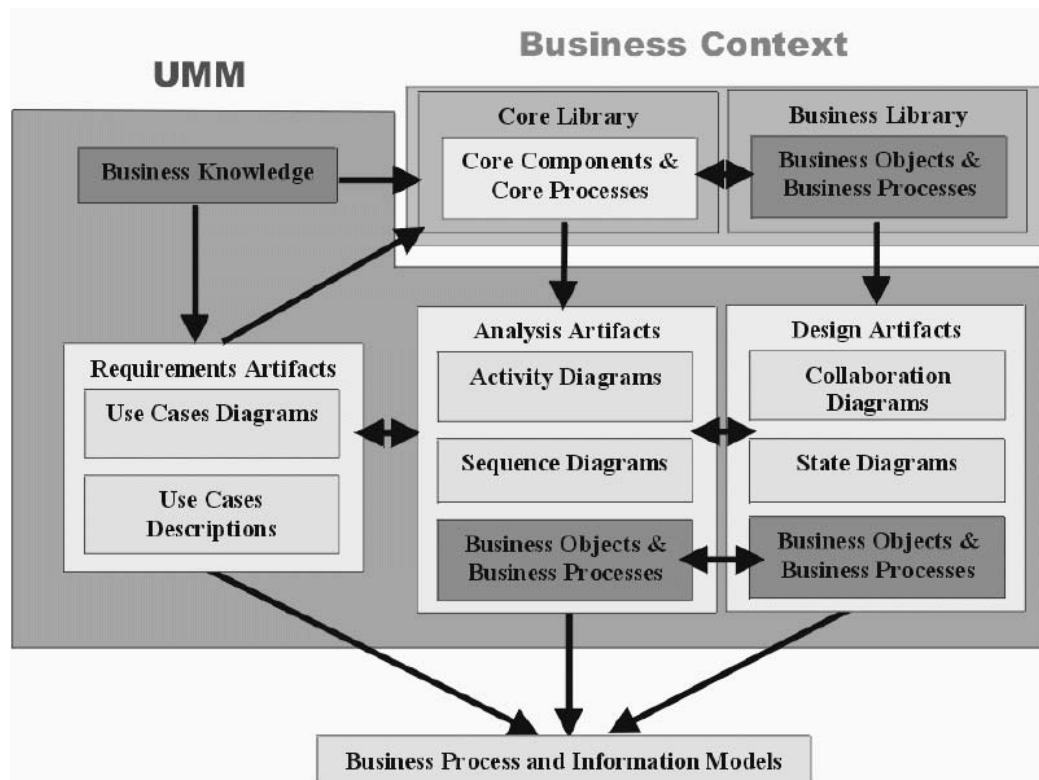 Business Context
UMM
Core Library
Business Library
Business Knowledge
Core Components &
Core Processes
Business Objects &
Business Processes
Requirements Artifacts
Use Cases Diagrams
Use Cases
Descriptions
Analysis Artifacts
Activity Diagrams
Sequence Diagrams
Business Objects &
Business Processes
Design Artifacts
Collaboration
Diagrams
State Diagrams
Business Objects &
Business Processes
Business Process and Information Models